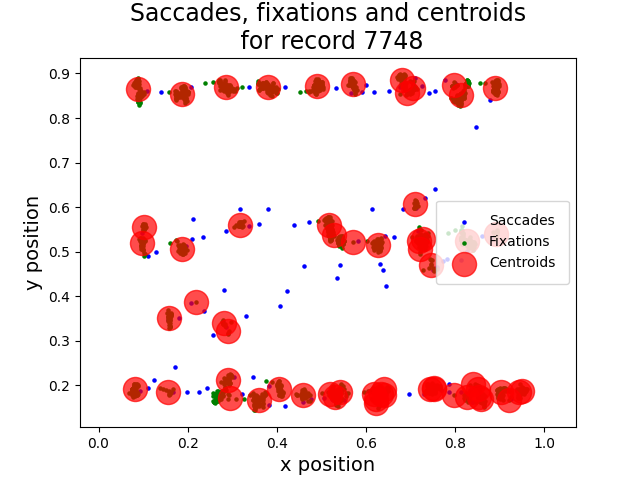 Saccades, fixations and centroids
for record 7748
0.9
0.8
0.7
0.6
0.5
0.4
0.3
0.2
y position
Saccades
Fixations
Centroids
0.0
0.2
0.4
0.6
0.8
1.0
x position